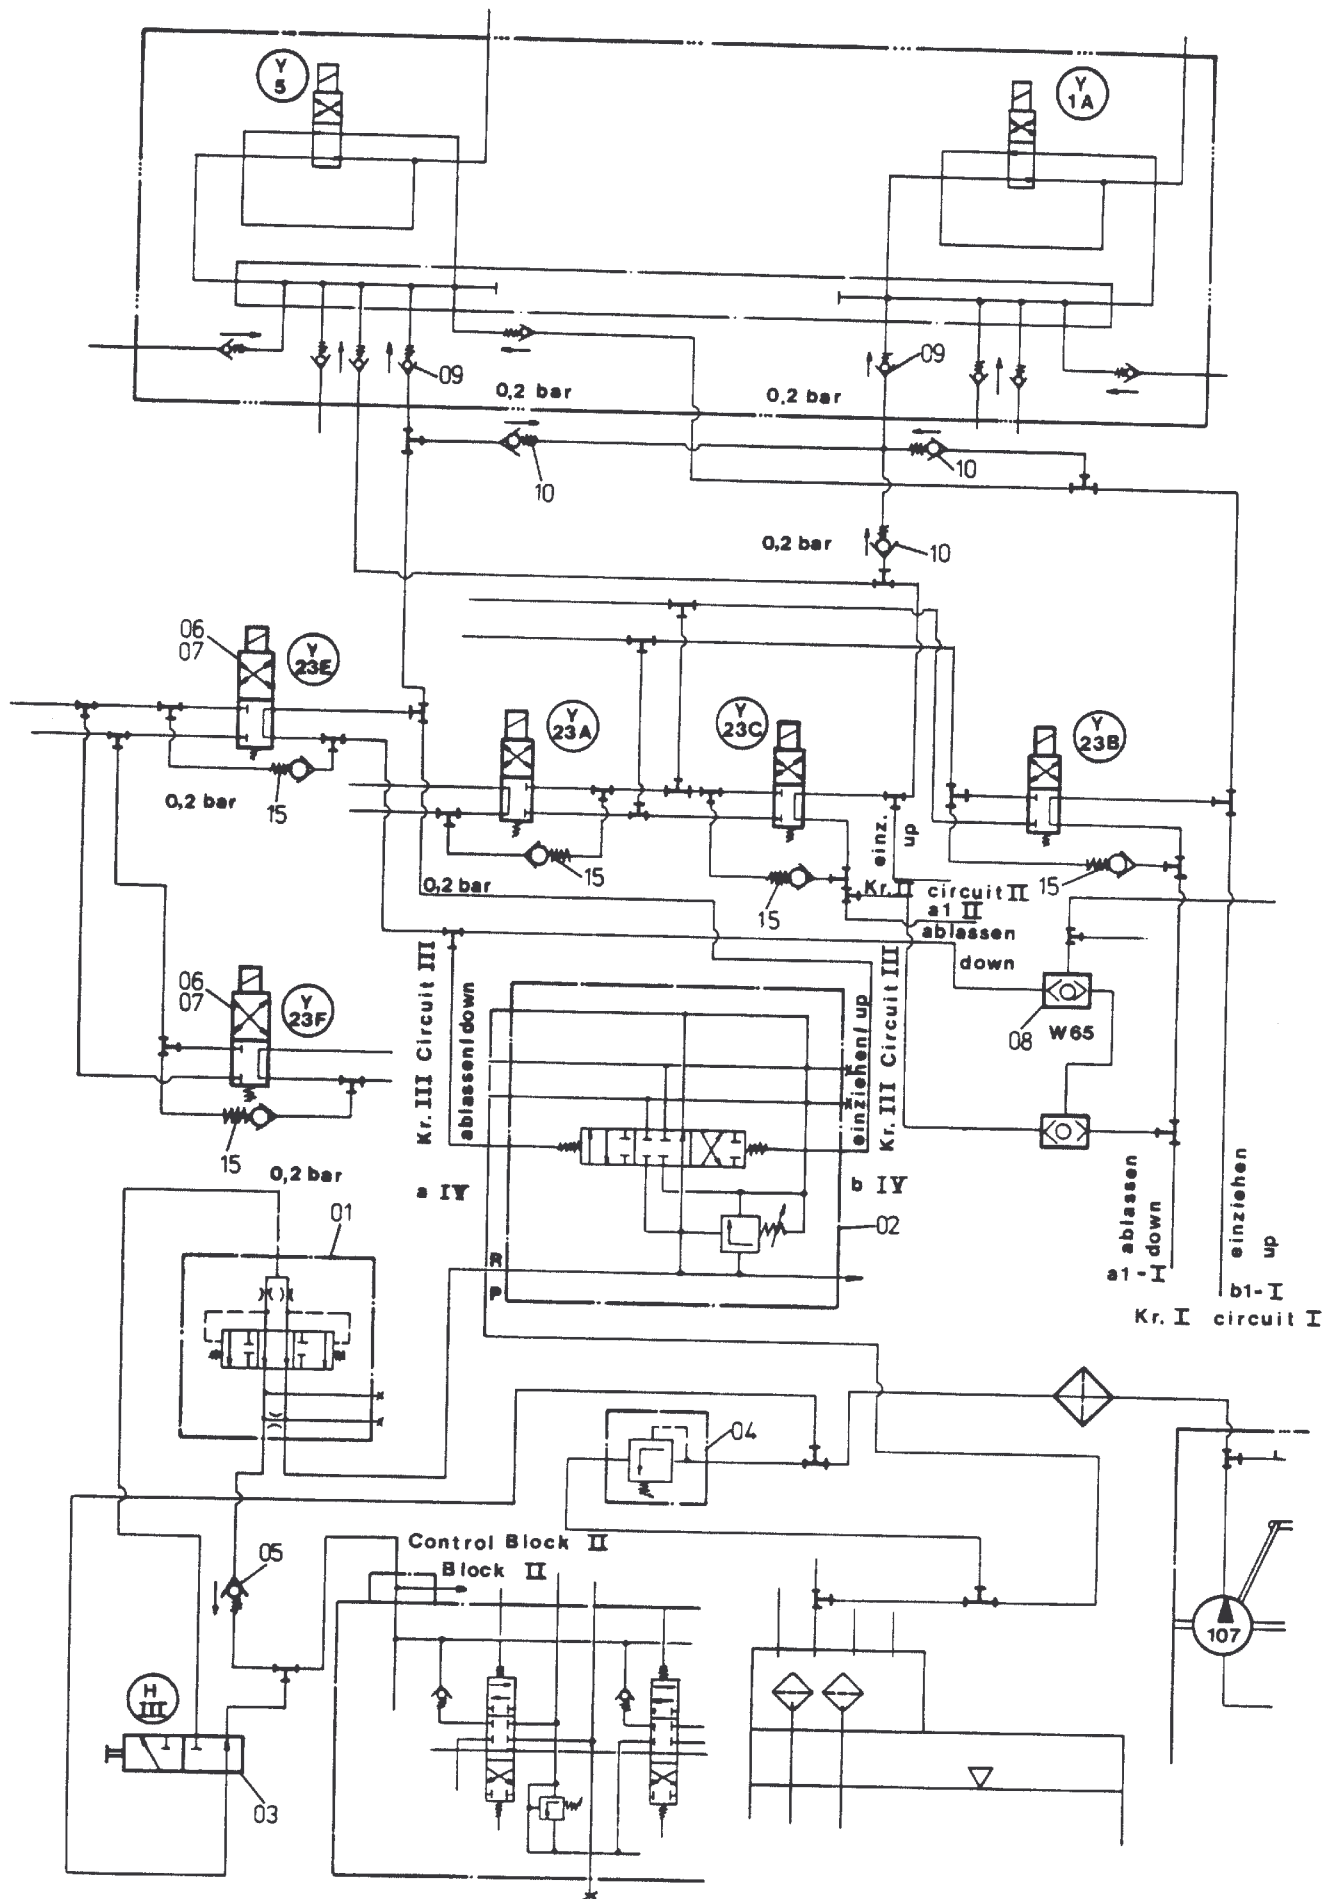 Y
5
Y
1A
09
09
0,2 bar
0,2 bar
10
10
0,2 bar
10
06
07
Y
23E
Y
23A
Y
23C
Y
23B
0,2 bar
15
15
0,2 bar
15
15
einz.
up
Kr. II circuit II
a1 II
ablassen
down
06
07
Y
23F
Kr. III Circuit III
ablassen/down
einziehen/up
Kr. III Circuit III
08
W65
15
0,2 bar
a IV
b IV
02
01
R
P
ablassen
down
a1-I
einziehen
up
b1-I
Kr. I circuit I
04
05
Control Block II
Block II
107
H
III
03